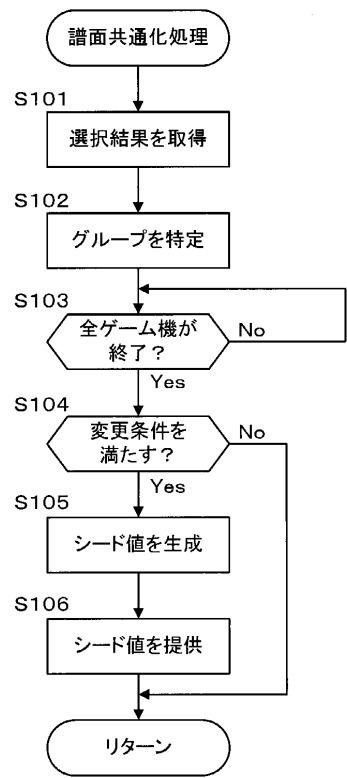 譜面共通化処理
S101
選択結果を取得
S102
グループを特定
S103
全ゲーム機が
終了？
No
Yes
S104
変更条件を
満たす？
No
Yes
S105
シード値を生成
S106
シード値を提供
リターン